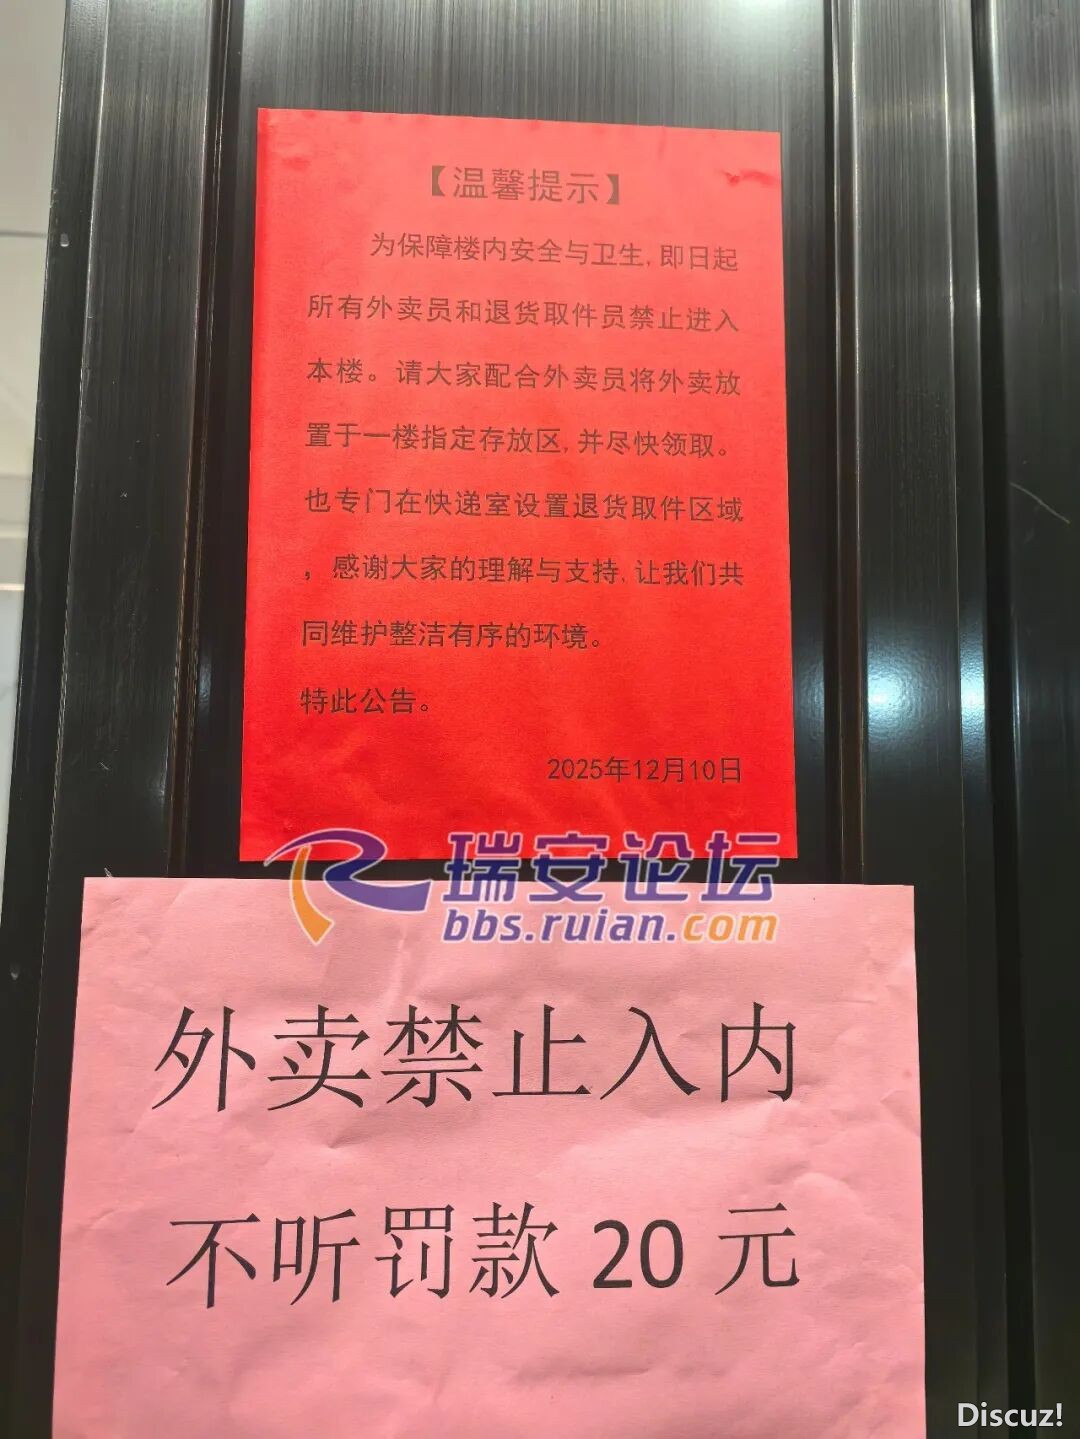 【温馨提示】
为保障楼内安全与卫生,即日起
所有外卖员和退货取件员禁止进入
本楼。请大家配合外卖员将外卖放
置于一楼指定存放区,并尽快领取。
也专门在快递室设置退货取件区域
，感谢大家的理解与支持,让我们共
同维护整洁有序的环境。
特此公告。
2025年12月10日
瑞安论坛
bbs.ruian.com
外卖禁止入内
不听罚款20元
Discuz!